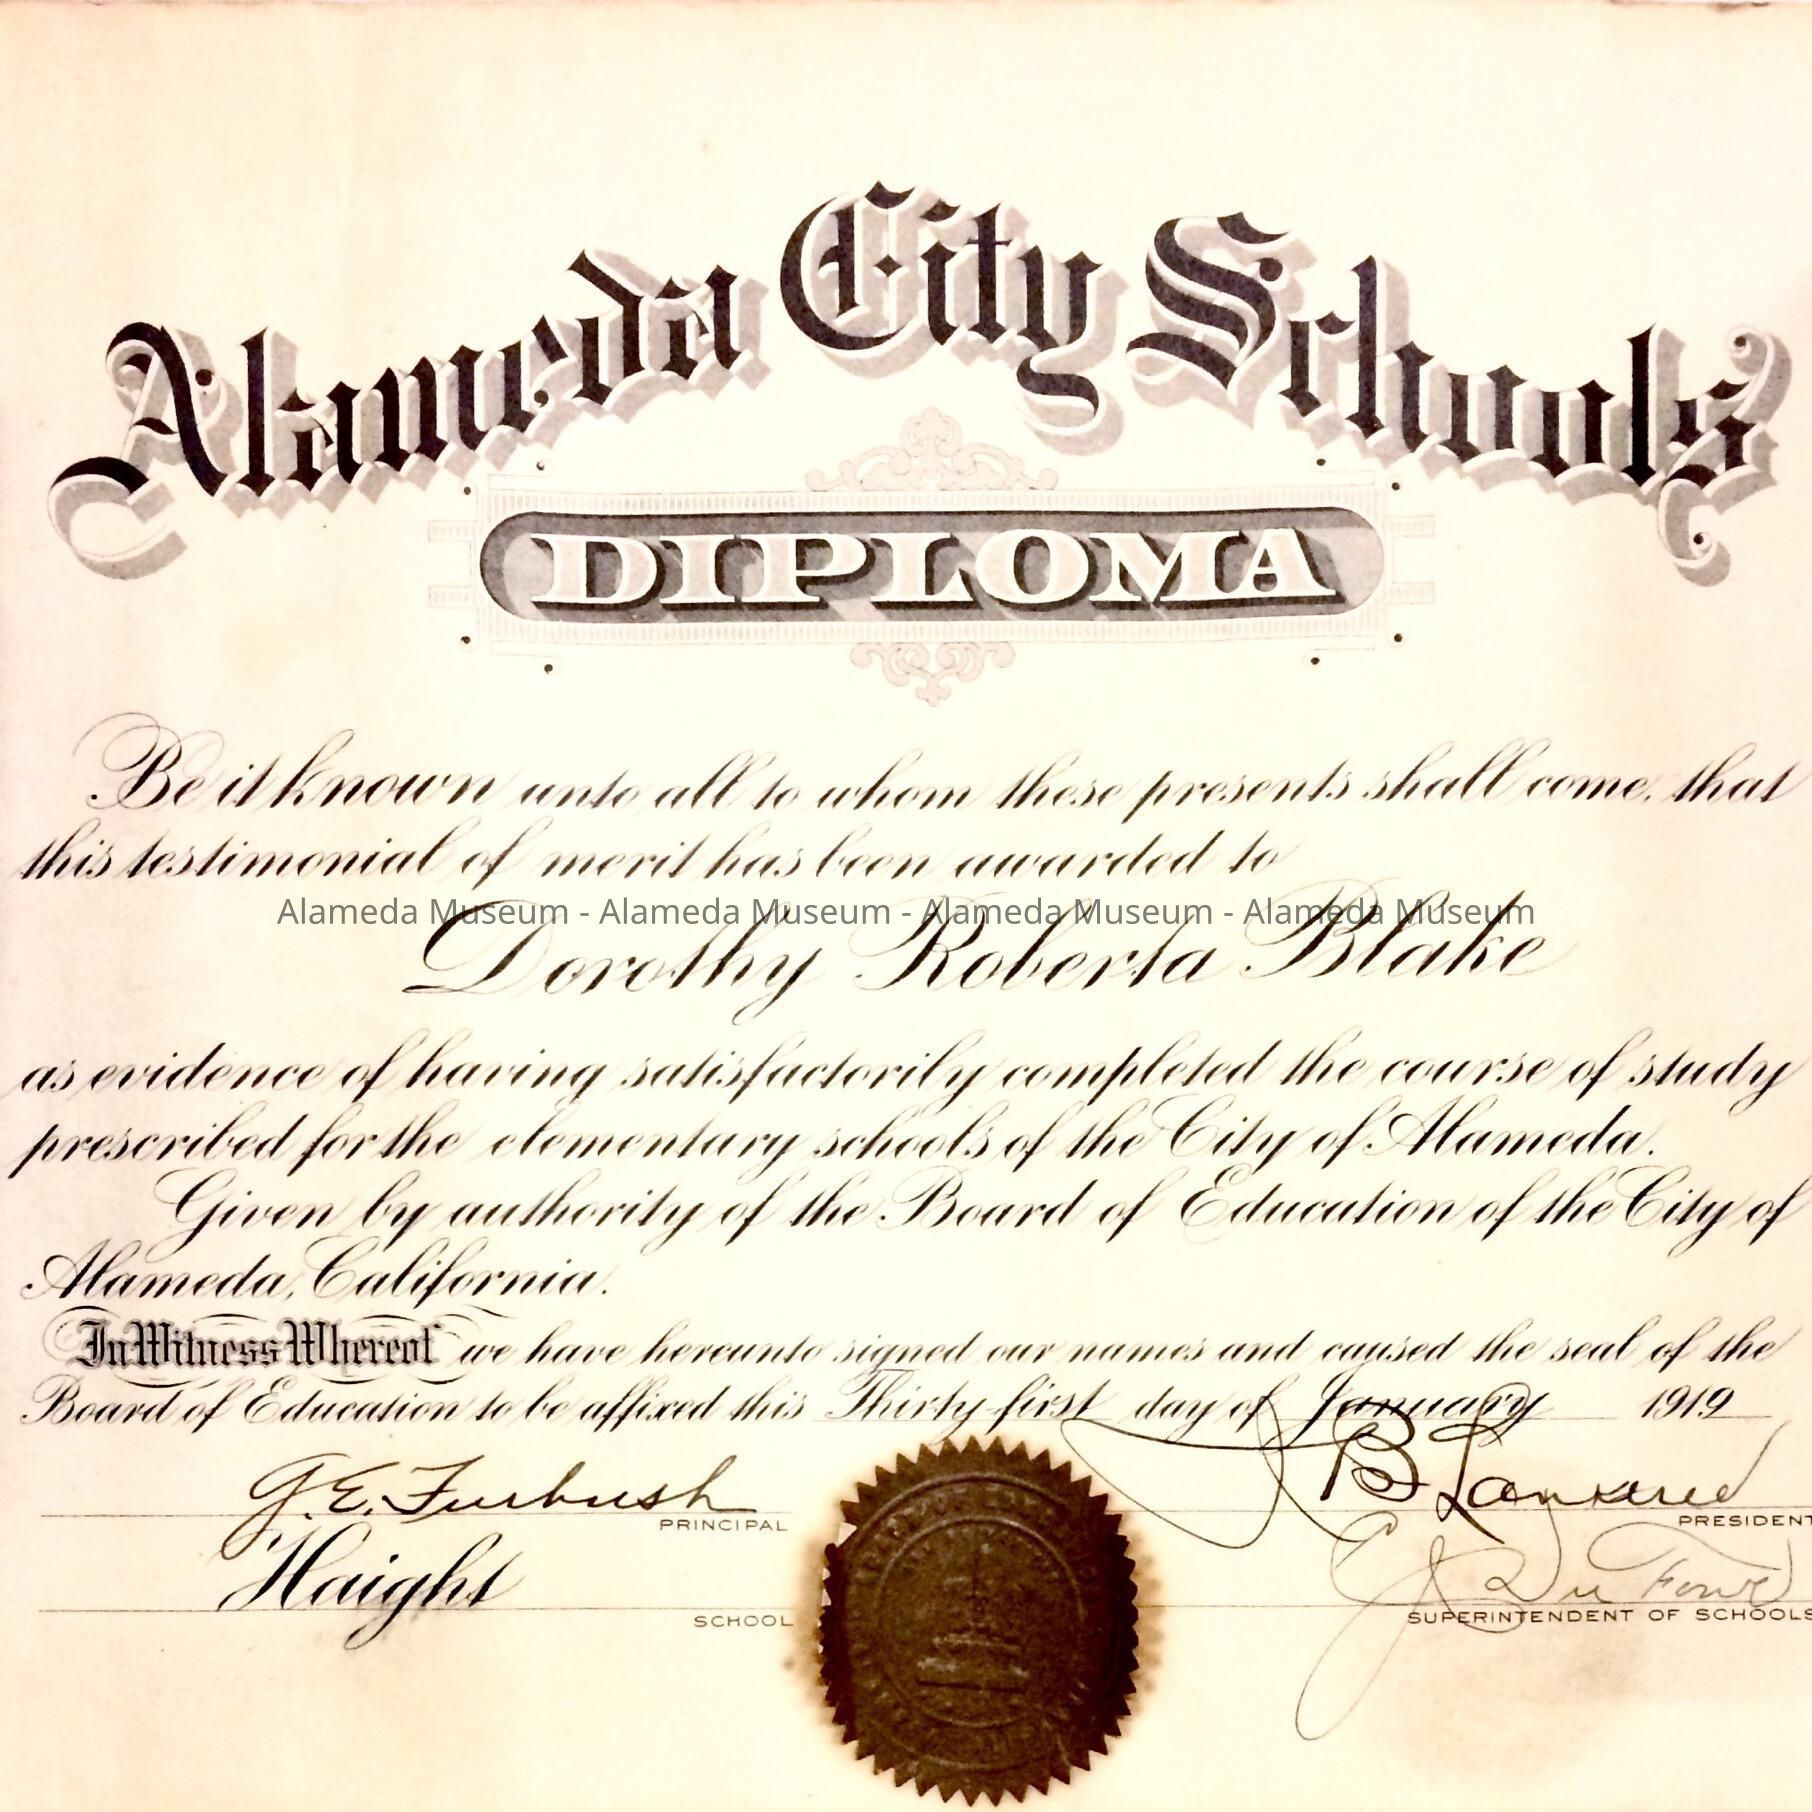 Alameda City Schools
DIPLOMA
Be it known unto all to whom these presents shall come, that
this testimonial of merit has been awarded to
Alameda Museum - Alameda Museum - Alameda Museum - Alameda Museum
Dorothy Roberta Blake
as evidence of having satisfactorily completed the course of study
prescribed for the elementary schools of the City of Alameda.
Given by authority of the Board of Education of the City of
Alameda, California.
In Witness Whereof we have hereunto signed our names and caused the seal of the
Board of Education to be affixed this Thirty-first day of January 1919
G. E. Furbush
PRINCIPAL
PRESIDENT
Haight
SCHOOL
SUPERINTENDENT OF SCHOOLS